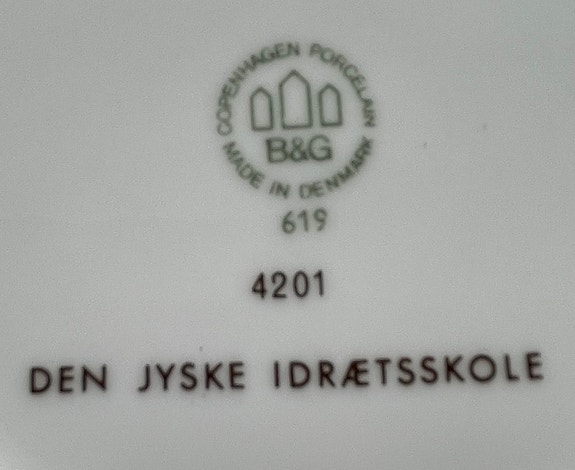 COPENHAGEN PORCELAIN
B&G
MADE IN DENMARK
619
4201
DEN JYSKE IDRÆTSSKOLE